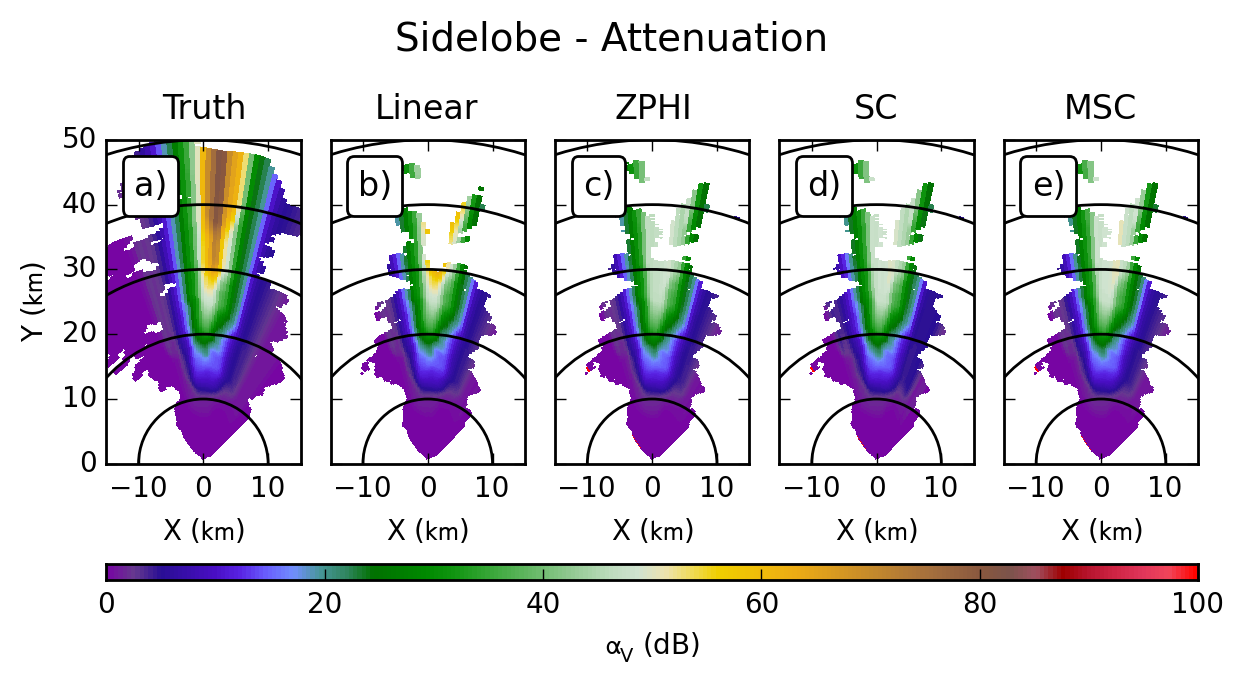 Sidelobe - Attenuation
Truth Linear ZPHI SC MSC
50
a) b) c) d) e)
40
30
Y (km)
20
10
0
−10 0 10 −10 0 10 −10 0 10 −10 0 10 −10 0 10
X (km) X (km) X (km) X (km) X (km)
0 20 40 60 80 100
αV (dB)